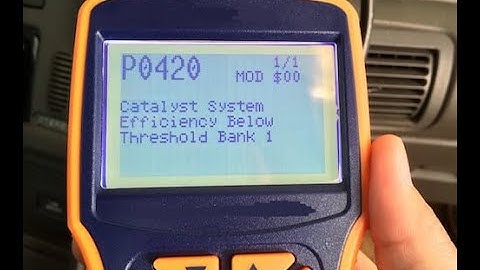 P0420 1/1
MOD $00
Catalyst System
Efficiency Below
Threshold Bank 1